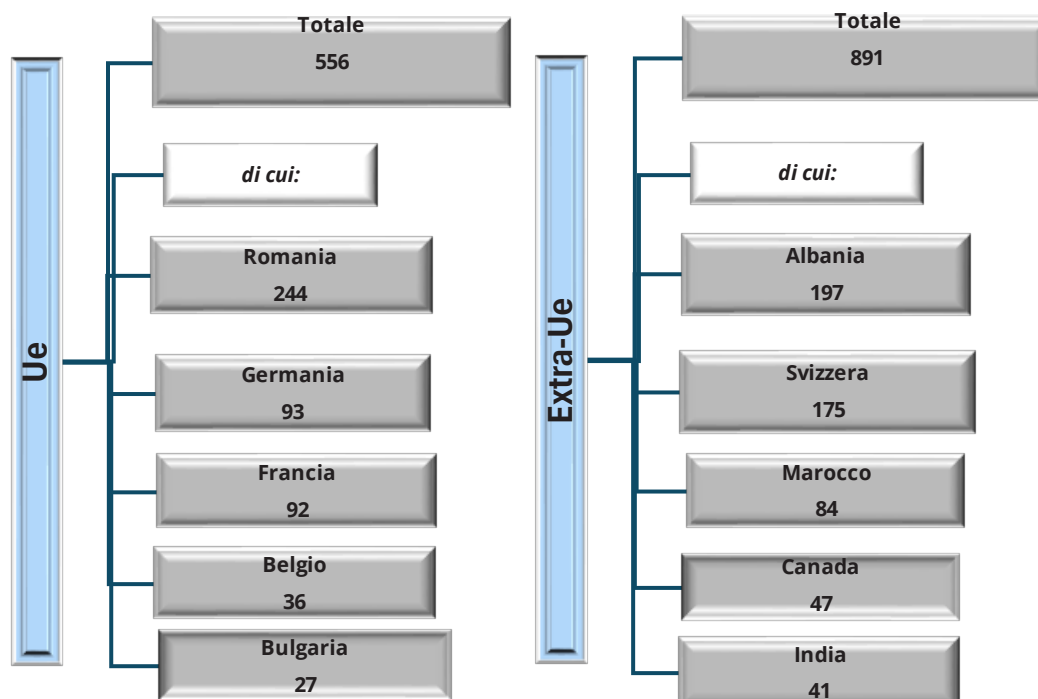 Ue
Totale
556
di cui:
Romania
244
Germania
93
Francia
92
Belgio
36
Bulgaria
27
Extra-Ue
Totale
891
di cui:
Albania
197
Svizzera
175
Marocco
84
Canada
47
India
41